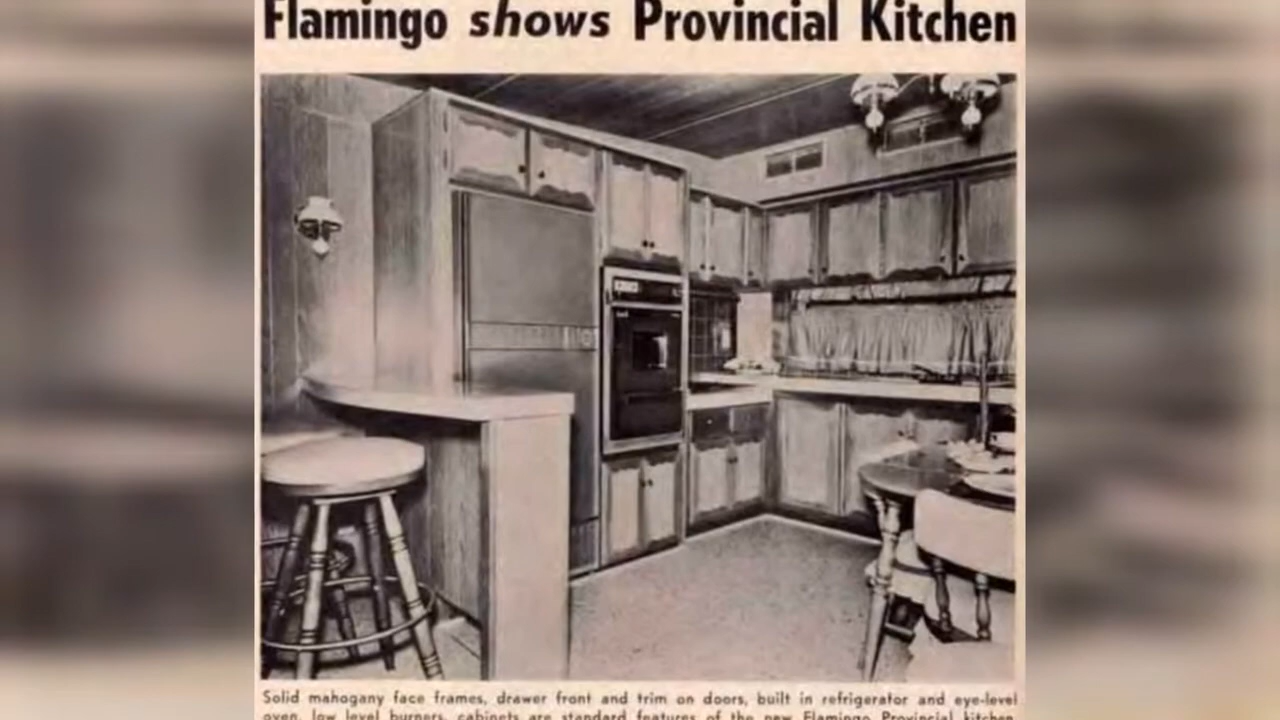 Flamingo shows Provincial Kitchen
Solid mahogany face frames, drawer front and trim on doors, built in refrigerator and eye-level
oven, low level burners, cabinets are standard features of the new Flamingo Provincial kitchen.